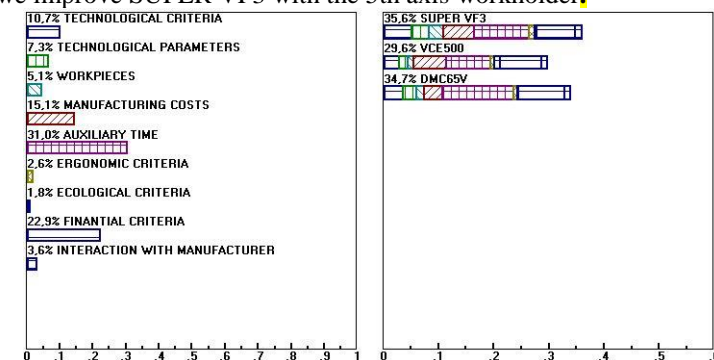 we improve SUPER VF3 with the 5th axis workholder.
10,7% TECHNOLOGICAL CRITERIA
7,3% TECHNOLOGICAL PARAMETERS
5,1% WORKPIECES
15,1% MANUFACTURING COSTS
31,0% AUXILIARY TIME
2,6% ERGONOMIC CRITERIA
1,8% ECOLOGICAL CRITERIA
22,9% FINANTIAL CRITERIA
3,6% INTERACTION WITH MANUFACTURER
0 .1 .2 .3 .4 .5 .6 .7 .8 .9 1
35,6% SUPER VF3
29,6% VCE500
34,7% DMC65V
0 .1 .2 .3 .4 .5